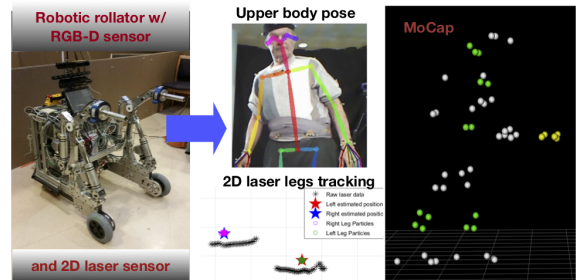 Robotic rollator w/
RGB-D sensor
and 2D laser sensor
Upper body pose
2D laser legs tracking
Raw laser data
Left estimated position
Right estimated positio
Right Leg Particles
Left Leg Particles
MoCap